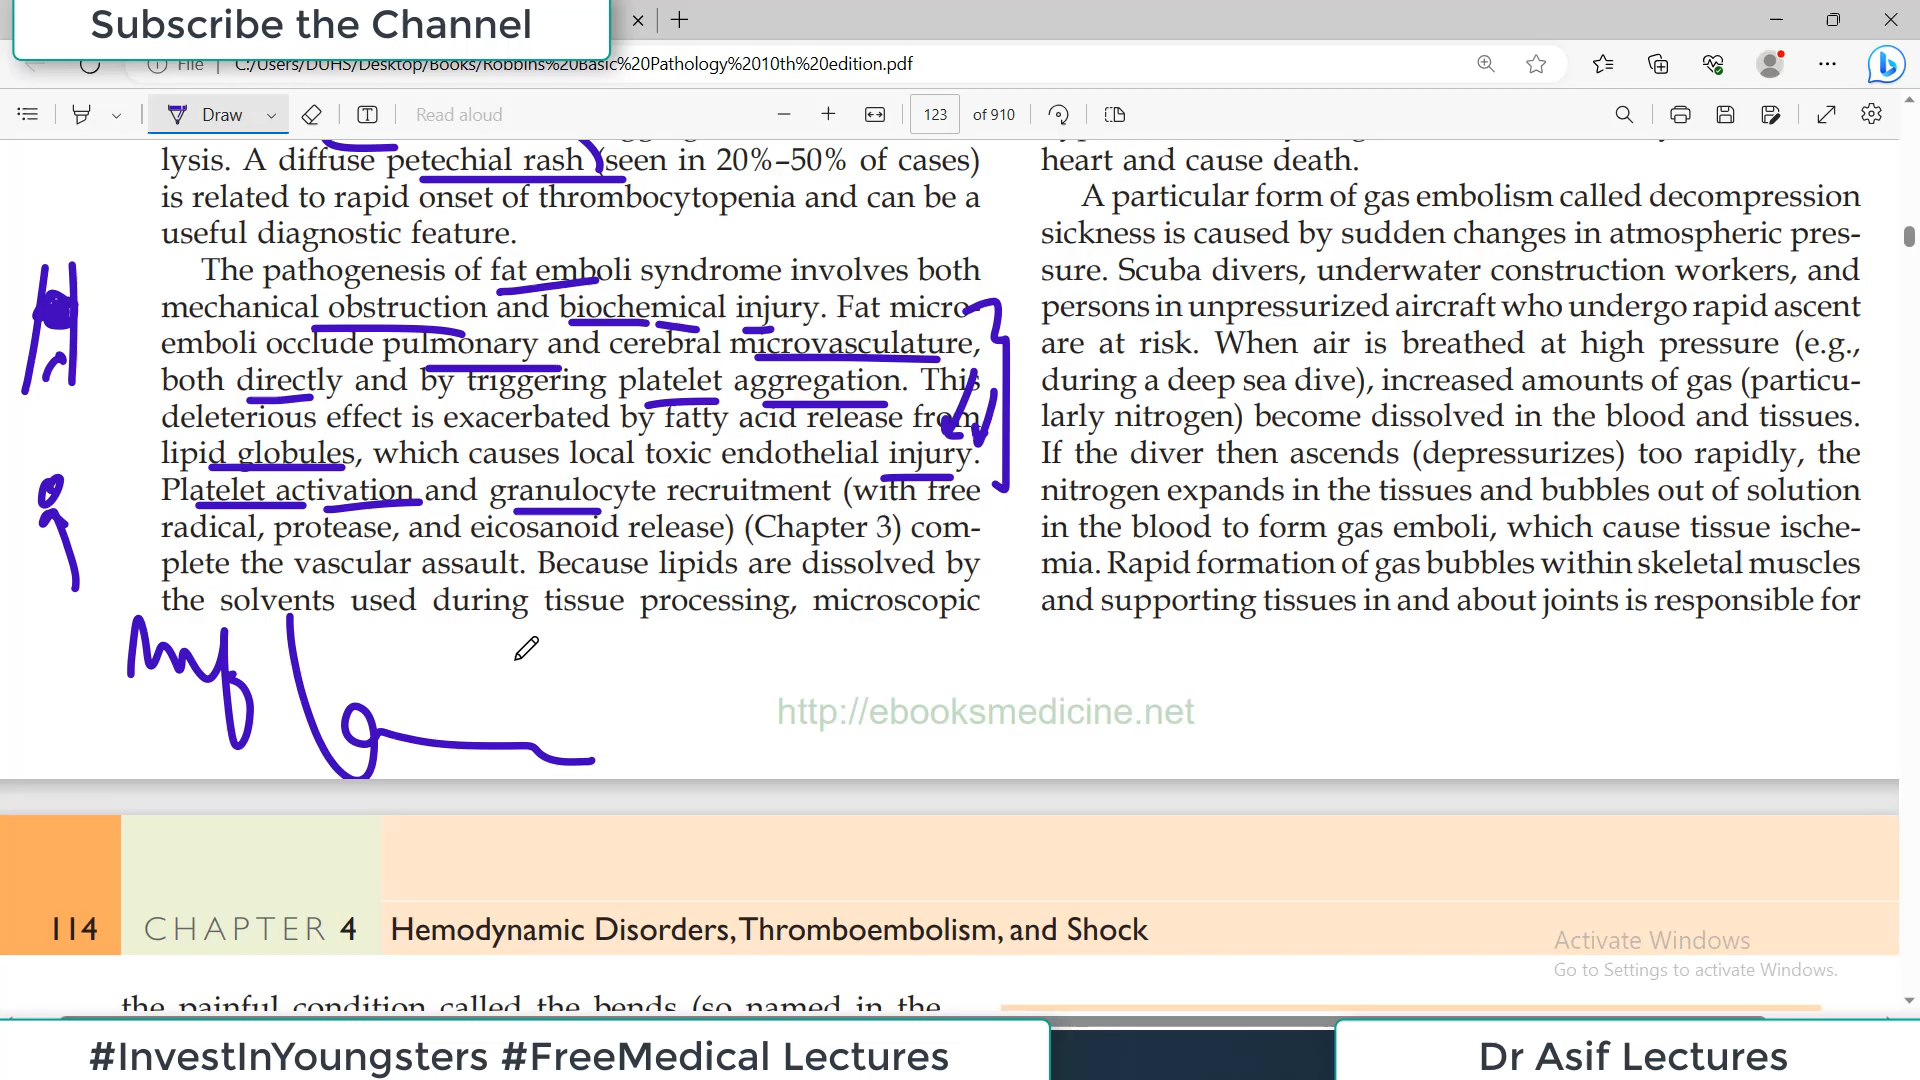 Subscribe the Channel
File
C:/Users/DUHS/Desktop/Books/Robbins%20Basic%20Pathology%2010th%20edition.pdf
Draw
Read aloud
123 of 910
lysis. A diffuse petechial rash (seen in 20%–50% of cases)
is related to rapid onset of thrombocytopenia and can be a
useful diagnostic feature.
The pathogenesis of fat emboli syndrome involves both
mechanical obstruction and biochemical injury. Fat micro-
emboli occlude pulmonary and cerebral microvasculature,
both directly and by triggering platelet aggregation. This
deleterious effect is exacerbated by fatty acid release from
lipid globules, which causes local toxic endothelial injury.
Platelet activation and granulocyte recruitment (with free
radical, protease, and eicosanoid release) (Chapter 3) com-
plete the vascular assault. Because lipids are dissolved by
the solvents used during tissue processing, microscopic
heart and cause death.
A particular form of gas embolism called decompression
sickness is caused by sudden changes in atmospheric pres-
sure. Scuba divers, underwater construction workers, and
persons in unpressurized aircraft who undergo rapid ascent
are at risk. When air is breathed at high pressure (e.g.,
during a deep sea dive), increased amounts of gas (particu-
larly nitrogen) become dissolved in the blood and tissues.
If the diver then ascends (depressurizes) too rapidly, the
nitrogen expands in the tissues and bubbles out of solution
in the blood to form gas emboli, which cause tissue ische-
mia. Rapid formation of gas bubbles within skeletal muscles
and supporting tissues in and about joints is responsible for
http://ebooksmedicine.net
114 CHAPTER 4 Hemodynamic Disorders, Thromboembolism, and Shock
Activate Windows
Go to Settings to activate Windows.
the painful condition called the bends (so named in the
#InvestInYoungsters #FreeMedical Lectures
Dr Asif Lectures